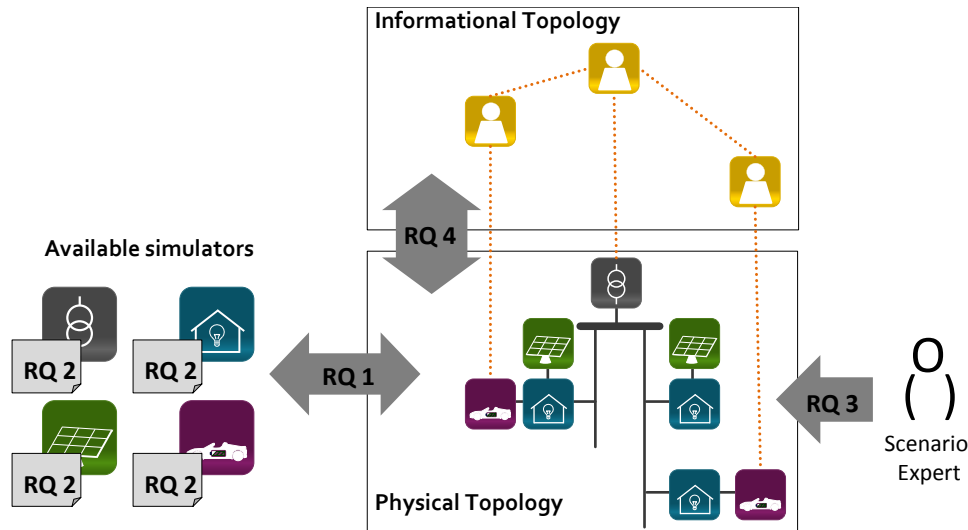 Informational Topology
RQ 4
Available simulators
RQ 2
RQ 2
RQ 1
RQ 3
RQ 2
RQ 2
Scenario
Expert
Physical Topology